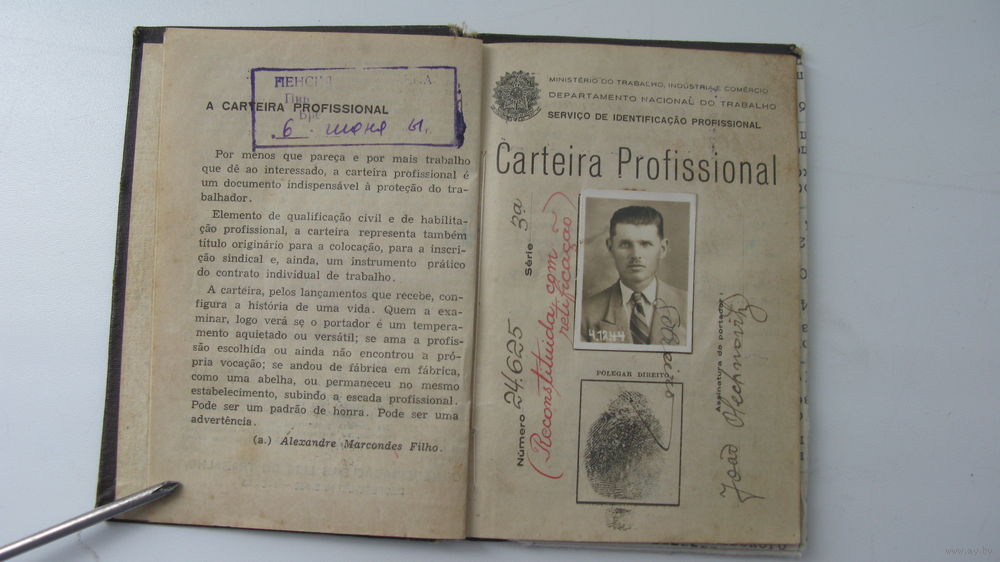 A CARTEIRA PROFISSIONAL
6 июня 61.
Por menos que pareça e por mais trabalho
que dê ao interessado, a carteira profissional é
um documento indispensável à proteção do tra-
balhador.
Elemento de qualificação civil e de habilita-
ção profissional, a carteira representa também
título originário para a colocação, para a inscri-
ção sindical e, ainda, um instrumento prático
do contrato individual de trabalho.
A carteira, pelos lançamentos que recebe, con-
figura a história de uma vida. Quem a exa-
minar, logo verá se o portador é um tempera-
mento aquietado ou versátil; se ama a profis-
são escolhida ou ainda não encontrou a pró-
pria vocação; se andou de fábrica em fábrica,
como uma abelha, ou permaneceu no mesmo
estabelecimento, subindo a escada profissional.
Pode ser um padrão de honra. Pode ser uma
advertência.
(a.) Alexandre Marcondes Filho.
MINISTÉRIO DO TRABALHO, INDÚSTRIA E COMÉRCIO
DEPARTAMENTO NACIONAL DO TRABALHO
SERVIÇO DE IDENTIFICAÇÃO PROFISSIONAL
Carteira Profissional
Número 24.625 Série 3a
(Reconstituida com
retificação)
4.12.44
POLEGAR DIREITO
Assinatura do portador:
João
www.ay.by